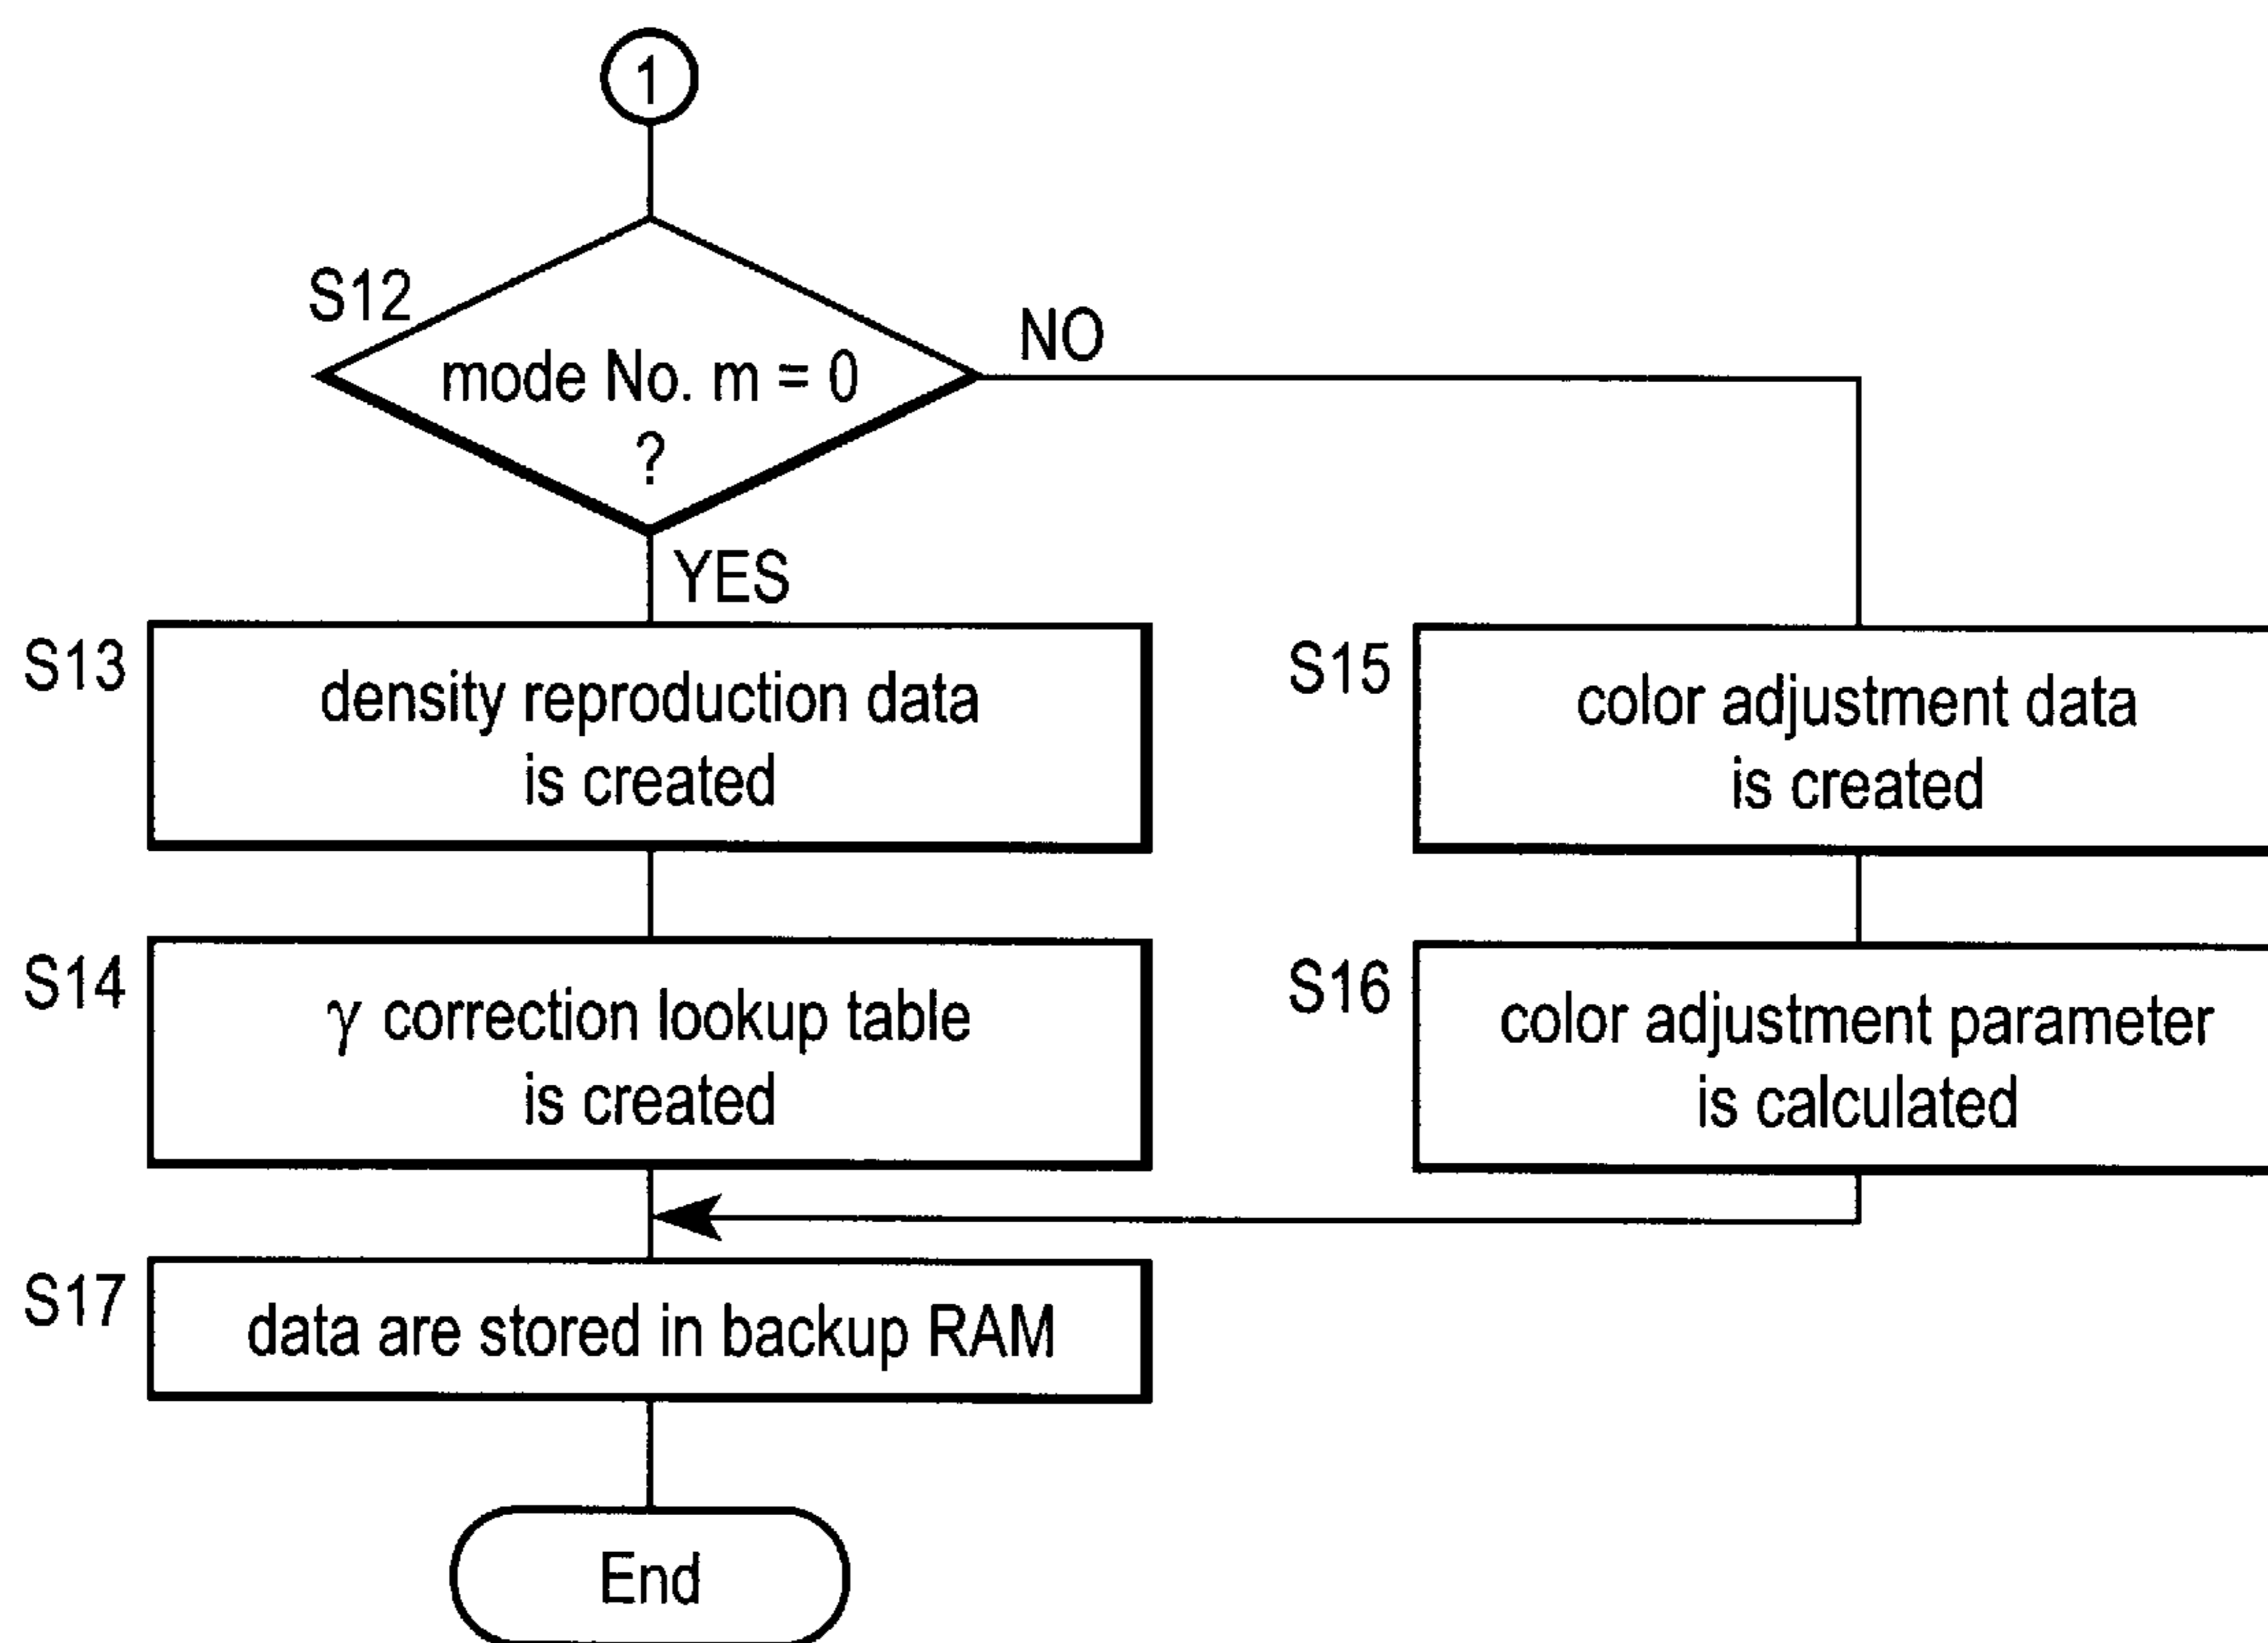 1
S12
mode No. m = 0
?
NO
YES
S13
density reproduction data
is created
S14
γ correction lookup table
is created
S15
color adjustment data
is created
S16
color adjustment parameter
is calculated
S17
data are stored in backup RAM
End